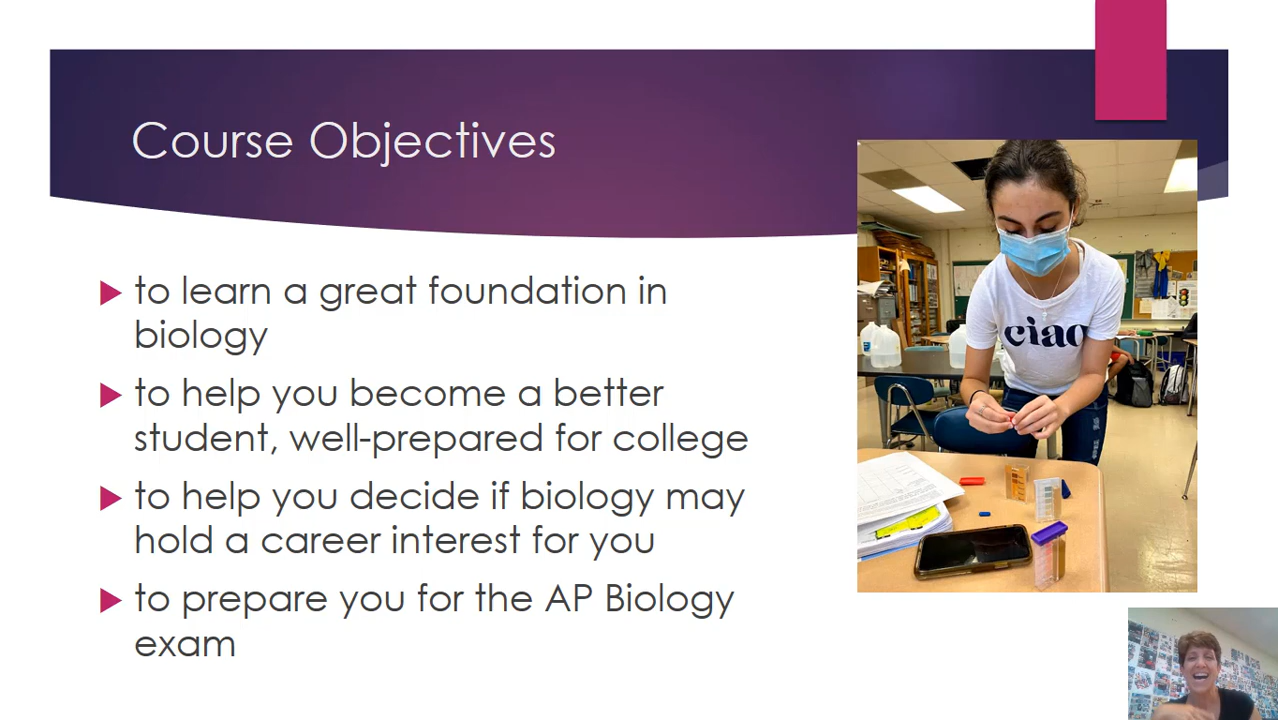 Course Objectives
to learn a great foundation in
biology
to help you become a better
student, well-prepared for college
to help you decide if biology may
hold a career interest for you
to prepare you for the AP Biology
exam
ciao